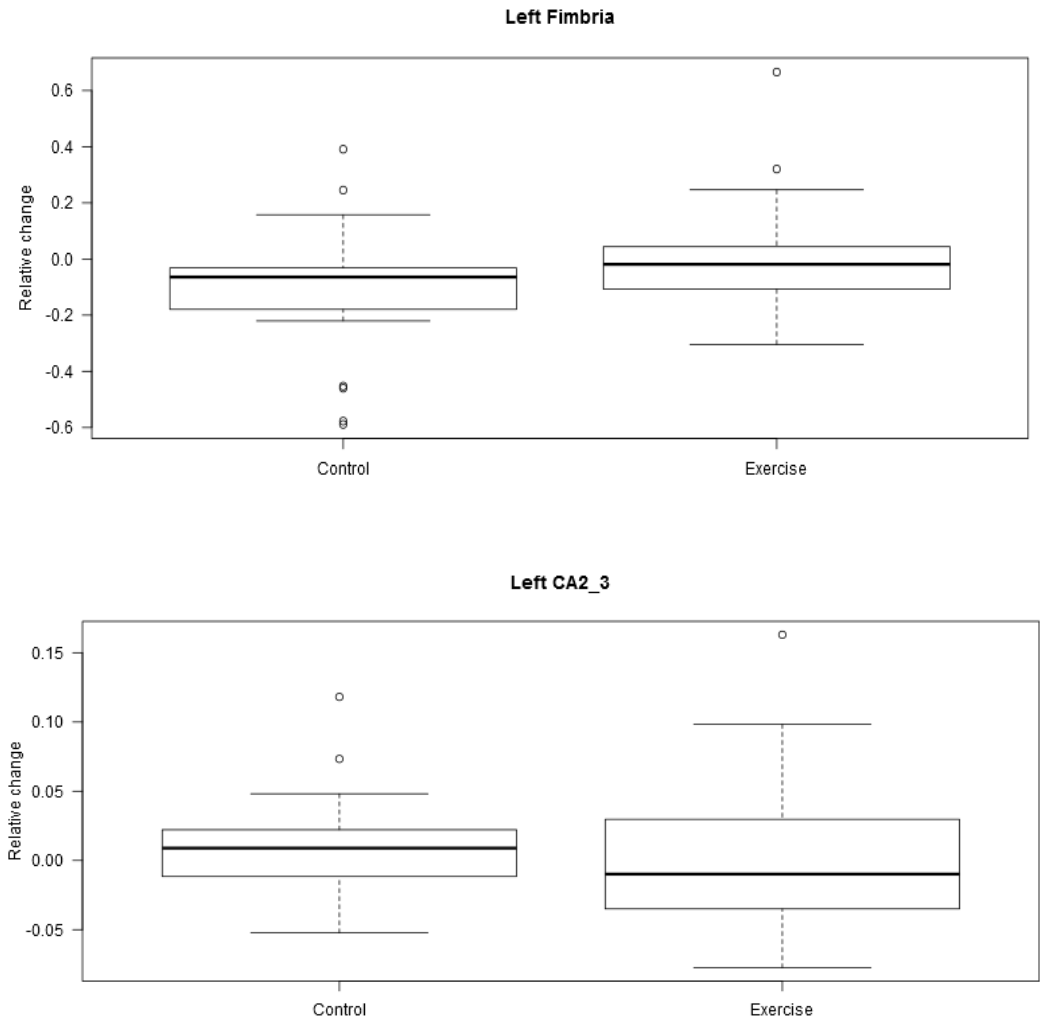 Left Fimbria
Relative change
0.6
0.4
0.2
0.0
-0.2
-0.4
-0.6
Control Exercise
Left CA2_3
Relative change
0.15
0.10
0.05
0.00
-0.05
Control Exercise